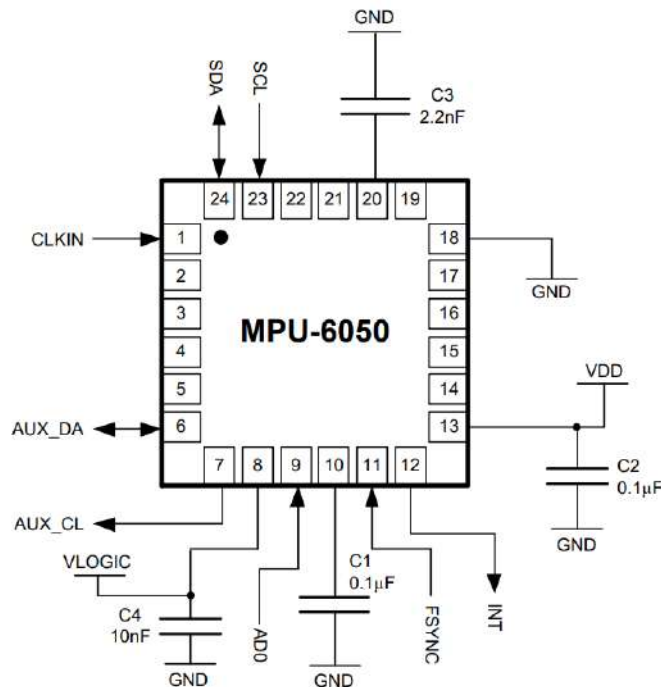 GND
SDA
SCL
C3
2.2nF
24 23 22 21 20 19
CLKIN
1
18
2
17
GND
3
16
MPU-6050
4
15
VDD
5
14
AUX_DA
6
13
7 8 9 10 11 12
C2
0.1µF
AUX_CL
GND
VLOGIC
C1
0.1µF
C4
10nF
AD0
FSYNC
INT
GND
GND